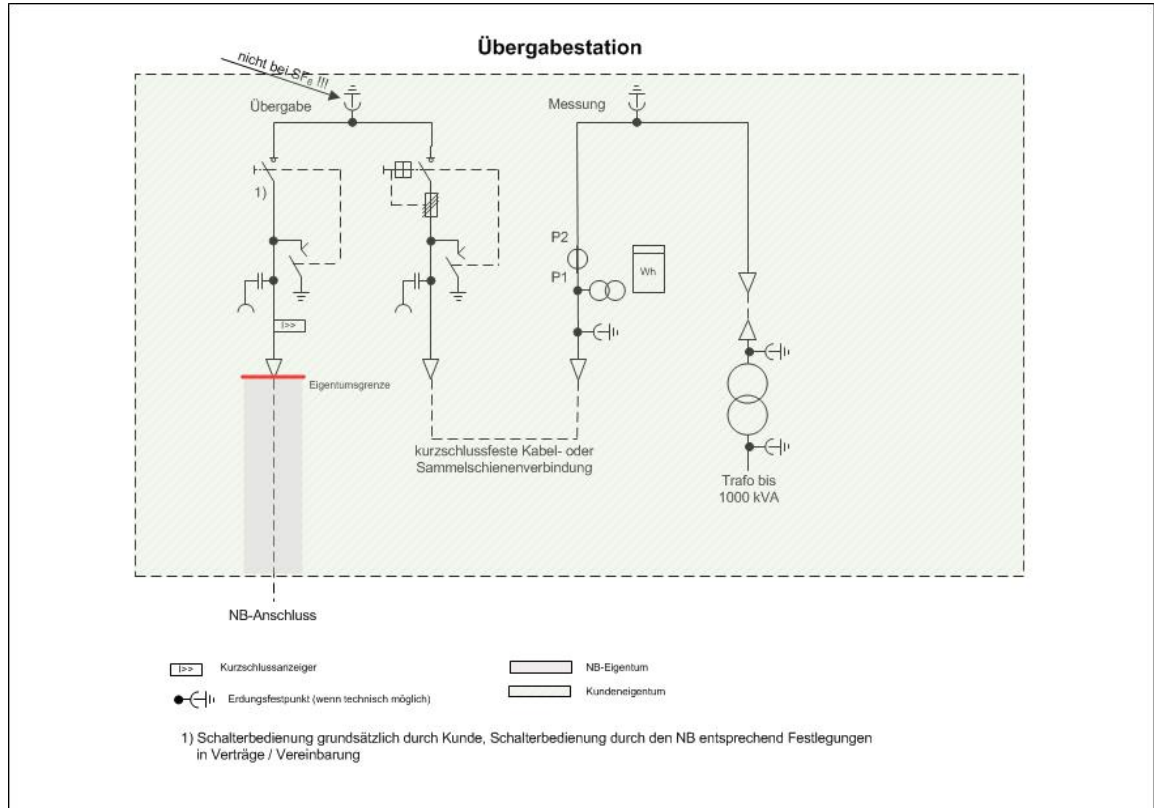 Übergabestation
nicht bei SF₆ !!!
Übergabe
Messung
1)
P2
P1
Wh
I>>
Eigentumsgrenze
kurzschlussfeste Kabel- oder
Sammelschienenverbindung
Trafo bis
1000 kVA
NB-Anschluss
I>> Kurzschlussanzeiger
NB-Eigentum
Erdungsfestpunkt (wenn technisch möglich)
Kundeneigentum
1) Schalterbedienung grundsätzlich durch Kunde, Schalterbedienung durch den NB entsprechend Festlegungen
in Verträge / Vereinbarung